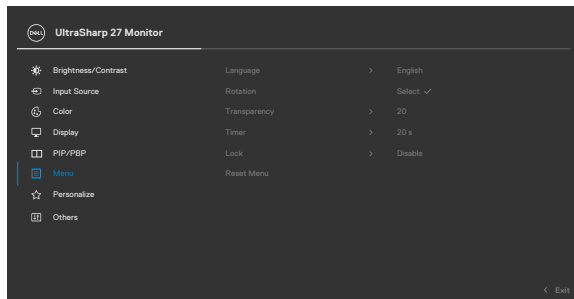 DELL UltraSharp 27 Monitor
Brightness/Contrast Language > English
Input Source Rotation Select ✓
Color Transparency > 20
Display Timer > 20 s
PIP/PBP Lock > Disable
Menu Reset Menu
Personalize
Others
< Exit